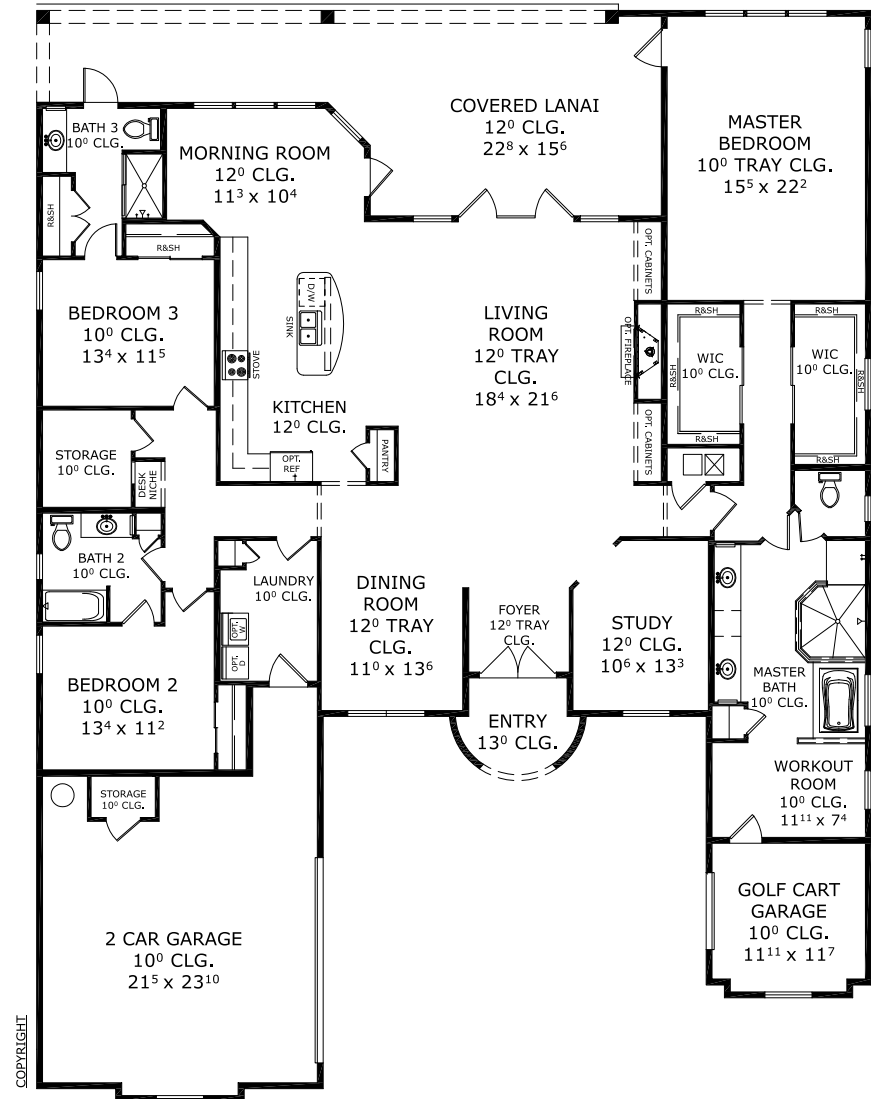 COVERED LANAI
12⁰ CLG.
22⁸ x 15⁶
MASTER
BEDROOM
10⁰ TRAY CLG.
15⁵ x 22²
BATH 3
10⁰ CLG.
MORNING ROOM
12⁰ CLG.
11³ x 10⁴
R&SH
R&SH
BEDROOM 3
10⁰ CLG.
13⁴ x 11⁵
D/W
SINK
STOVE
KITCHEN
12⁰ CLG.
OPT.
REF
PANTRY
LIVING
ROOM
12⁰ TRAY
CLG.
18⁴ x 21⁶
OPT. CABINETS
OPT. FIREPLACE
OPT. CABINETS
R&SH
WIC
10⁰ CLG.
R&SH
R&SH
R&SH
WIC
10⁰ CLG.
R&SH
R&SH
STORAGE
10⁰ CLG.
DESK
NICHE
BATH 2
10⁰ CLG.
LAUNDRY
10⁰ CLG.
OPT.
W
OPT.
D
DINING
ROOM
12⁰ TRAY
CLG.
11⁰ x 13⁶
FOYER
12⁰ TRAY
CLG.
STUDY
12⁰ CLG.
10⁶ x 13³
MASTER
BATH
10⁰ CLG.
BEDROOM 2
10⁰ CLG.
13⁴ x 11²
ENTRY
13⁰ CLG.
WORKOUT
ROOM
10⁰ CLG.
11¹¹ x 7⁴
STORAGE
10⁰ CLG.
GOLF CART
GARAGE
10⁰ CLG.
11¹¹ x 11⁷
2 CAR GARAGE
10⁰ CLG.
21⁵ x 23¹⁰
COPYRIGHT